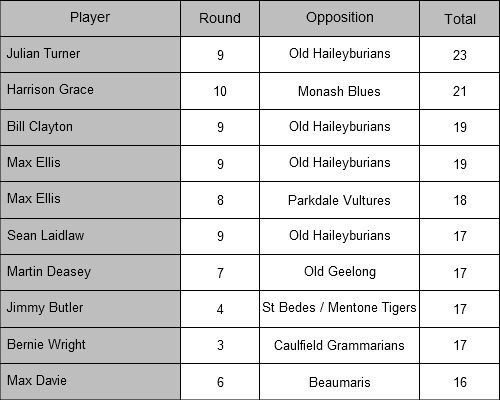 Player Round Opposition Total
Julian Turner 9 Old Haileyburians 23
Harrison Grace 10 Monash Blues 21
Bill Clayton 9 Old Haileyburians 19
Max Ellis 9 Old Haileyburians 19
Max Ellis 8 Parkdale Vultures 18
Sean Laidlaw 9 Old Haileyburians 17
Martin Deasey 7 Old Geelong 17
Jimmy Butler 4 St Bedes / Mentone Tigers 17
Bernie Wright 3 Caulfield Grammarians 17
Max Davie 6 Beaumaris 16